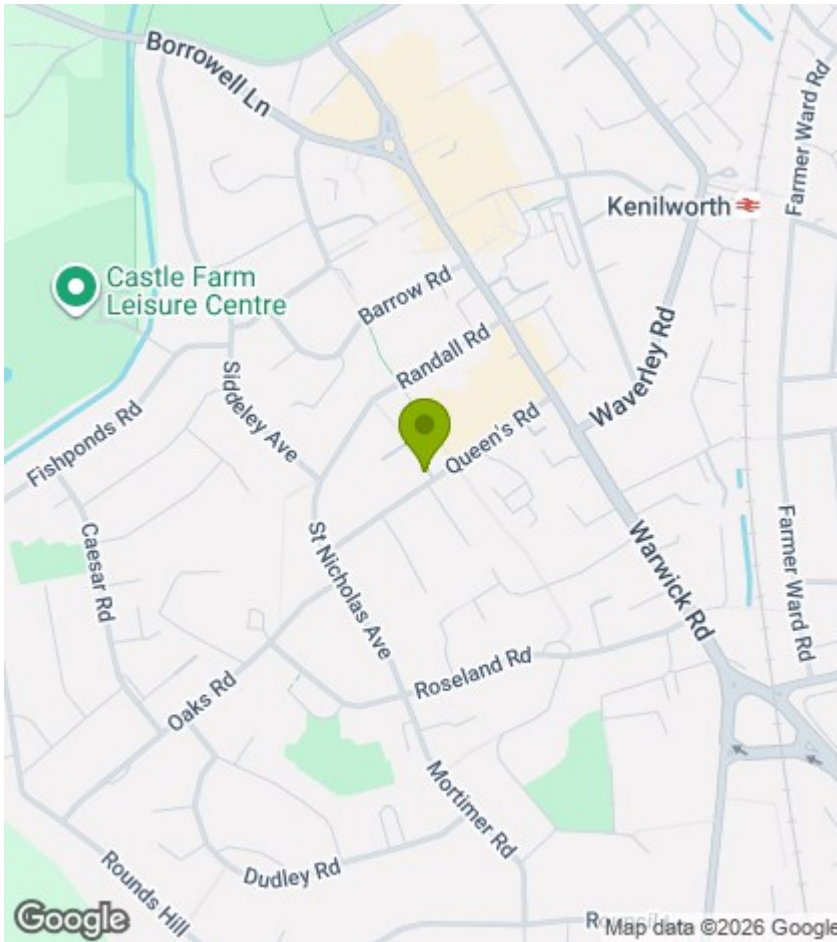 Borrowell Ln
Farmer Ward Rd
Kenilworth
Castle Farm
Leisure Centre
Barrow Rd
Randall Rd
Waverley Rd
Siddeley Ave
Fishponds Rd
Queen's Rd
St Nicholas Ave
Caesar Rd
Warwick Rd
Farmer Ward Rd
Oaks Rd
Roseland Rd
Mortimer Rd
Dudley Rd
Rounds Hill
Google
Map data ©2026 Google